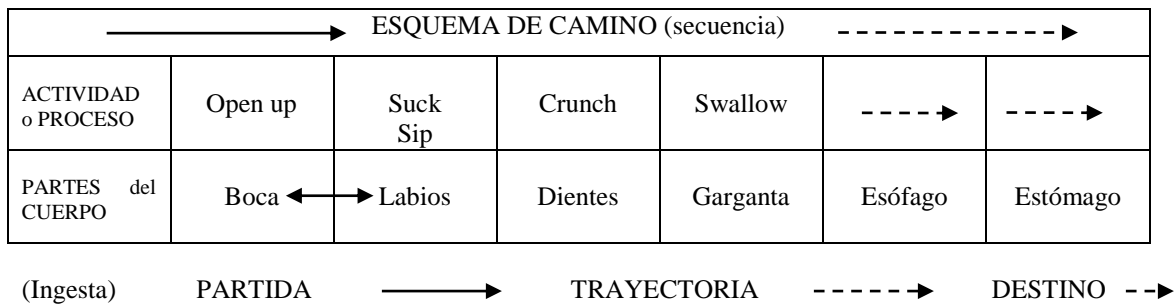 ESQUEMA DE CAMINO (secuencia)
ACTIVIDAD
o PROCESO
Open up
Suck
Sip
Crunch
Swallow
PARTES del
CUERPO
Boca
Labios
Dientes
Garganta
Esófago
Estómago
(Ingesta) PARTIDA TRAYECTORIA DESTINO